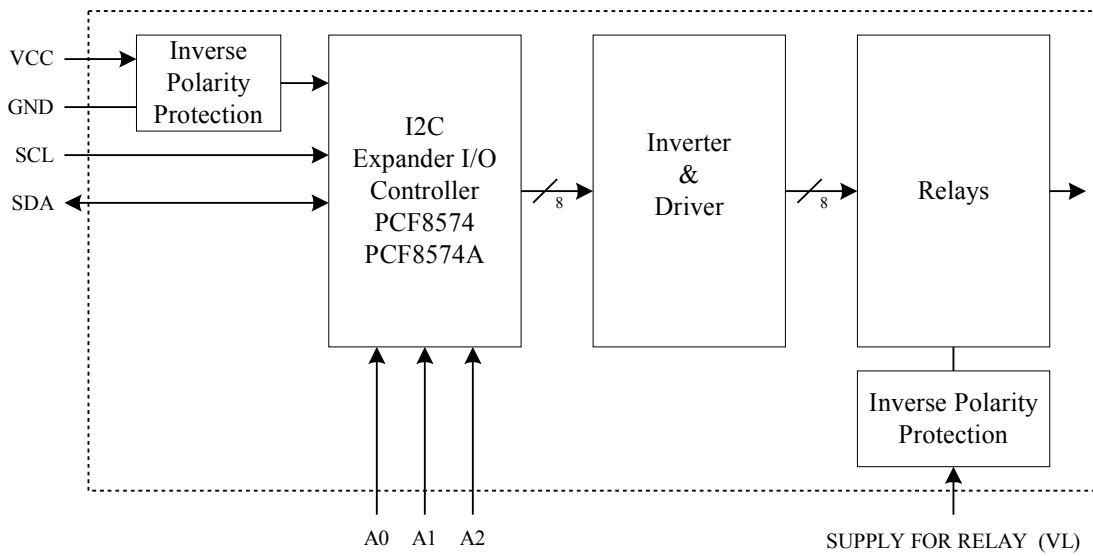 VCC
GND
SCL
SDA
Inverse
Polarity
Protection
I2C
Expander I/O
Controller
PCF8574
PCF8574A
8
Inverter
&
Driver
8
Relays
Inverse Polarity
Protection
A0 A1 A2
SUPPLY FOR RELAY (VL)